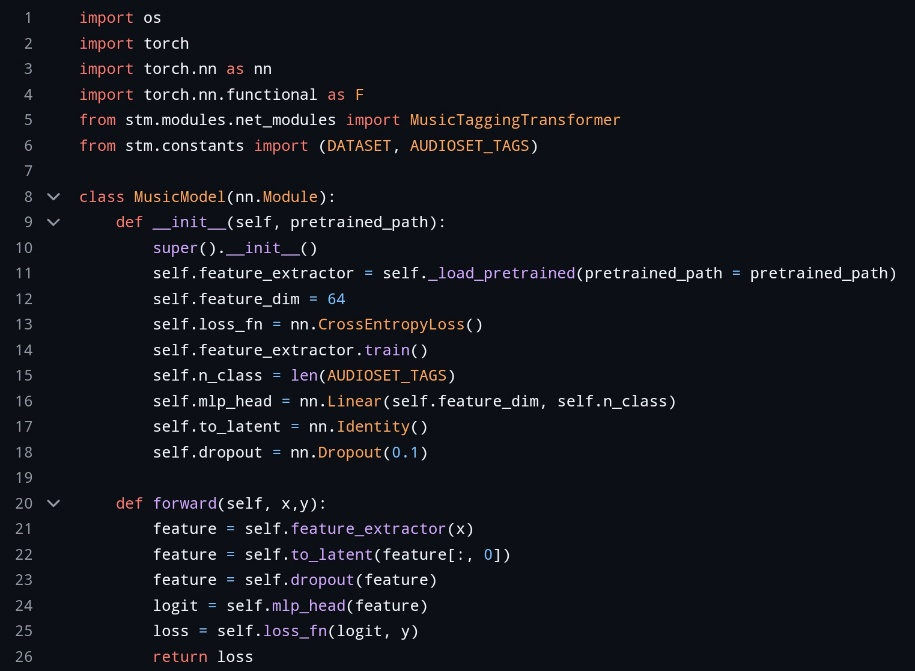 1 import os
2 import torch
3 import torch.nn as nn
4 import torch.nn.functional as F
5 from stm.modules.net_modules import MusicTaggingTransformer
6 from stm.constants import (DATASET, AUDIOSET_TAGS)
7
8 class MusicModel(nn.Module):
9     def __init__(self, pretrained_path):
10         super().__init__()
11         self.feature_extractor = self._load_pretrained(pretrained_path = pretrained_path)
12         self.feature_dim = 64
13         self.loss_fn = nn.CrossEntropyLoss()
14         self.feature_extractor.train()
15         self.n_class = len(AUDIOSET_TAGS)
16         self.mlp_head = nn.Linear(self.feature_dim, self.n_class)
17         self.to_latent = nn.Identity()
18         self.dropout = nn.Dropout(0.1)
19
20     def forward(self, x,y):
21         feature = self.feature_extractor(x)
22         feature = self.to_latent(feature[:, 0])
23         feature = self.dropout(feature)
24         logit = self.mlp_head(feature)
25         loss = self.loss_fn(logit, y)
26         return loss